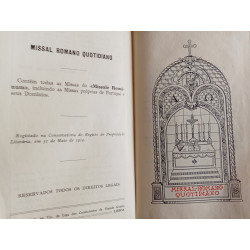 MISSAL ROMANO QUOTIDIANO
Contém todas as Missas do «Missale Roma-
num», incluindo as Missas próprias de Portugal e
seus Domínios.
Registado na Conservatória do Registo da Propriedade
Literária, em 31 de Maio de
RESERVADOS TODOS OS DIREITOS LEGAIS
MISSAL ROMANO
QUOTIDIANO